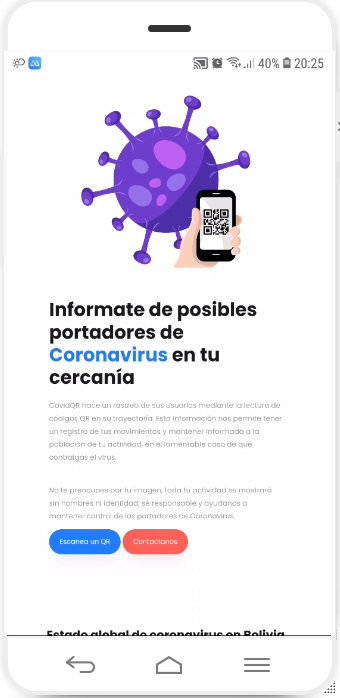 40% 20:25
Informate de posibles
portadores de
Coronavirus en tu
cercanía
CovidQR hace un rastreo de sus usuarios mediante la lectura de
códigos QR en su trayectoria. Esta información nos permite tener
un registro de tus movimientos y mantener informado a la
población de tu actividad, en el lamentable caso de que
contraigas el virus.
No te preocupes por tu imagen, toda tu actividad se mostrará
sin nombres ni identidad, sé responsable y ayudanos a
mantener control de los portadores de Coronavirus.
Escanea un QR Contactanos
Estado global de coronavirus en Bolivia